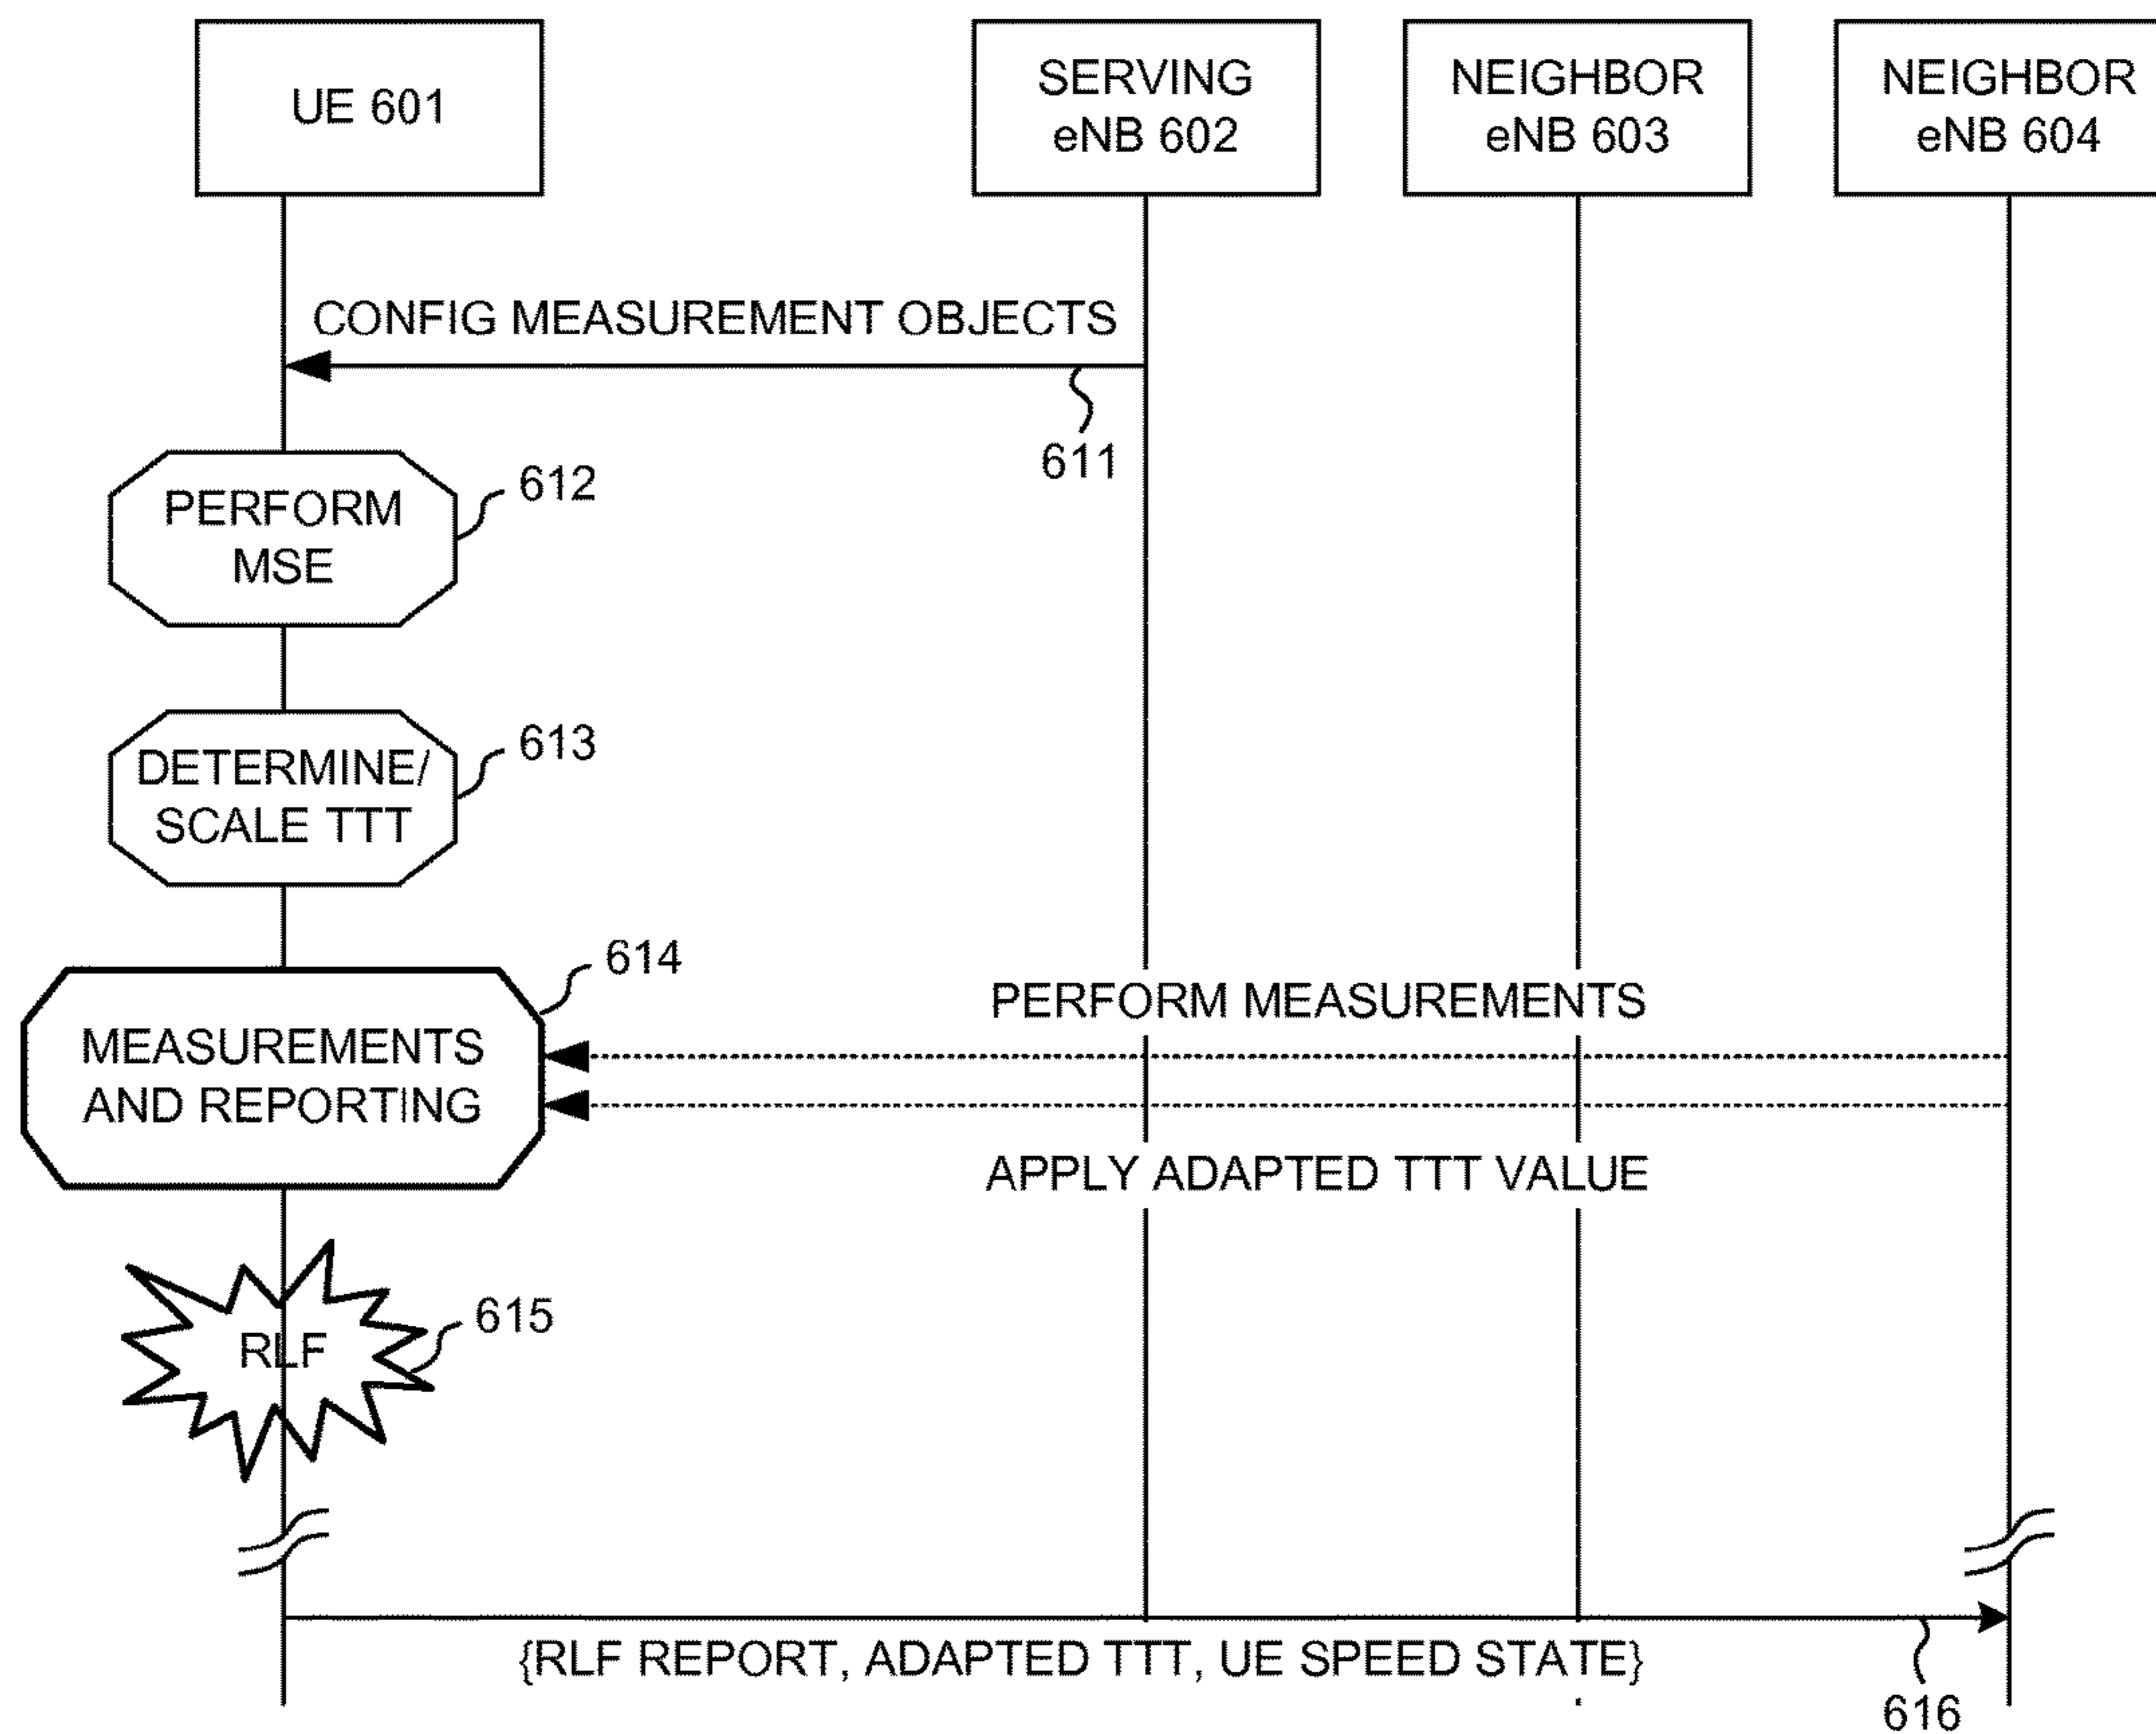 UE 601
SERVING
eNB 602
NEIGHBOR
eNB 603
NEIGHBOR
eNB 604
CONFIG MEASUREMENT OBJECTS
611
PERFORM
MSE
612
DETERMINE/
SCALE TTT
613
614
MEASUREMENTS
AND REPORTING
PERFORM MEASUREMENTS
APPLY ADAPTED TTT VALUE
RLF
615
{RLF REPORT, ADAPTED TTT, UE SPEED STATE}
616